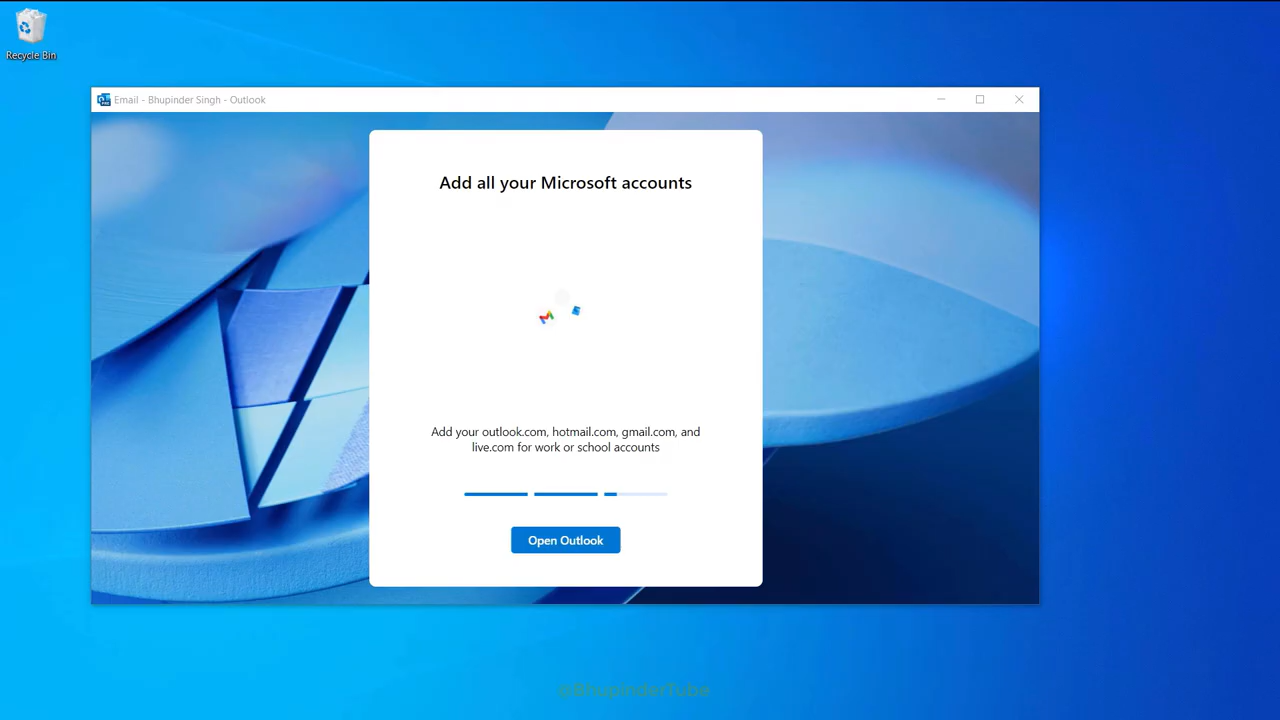 Recycle Bin
Email - Bhupinder Singh - Outlook
Add all your Microsoft accounts
Add your outlook.com, hotmail.com, gmail.com, and
live.com for work or school accounts
Open Outlook
@BhupinderTube